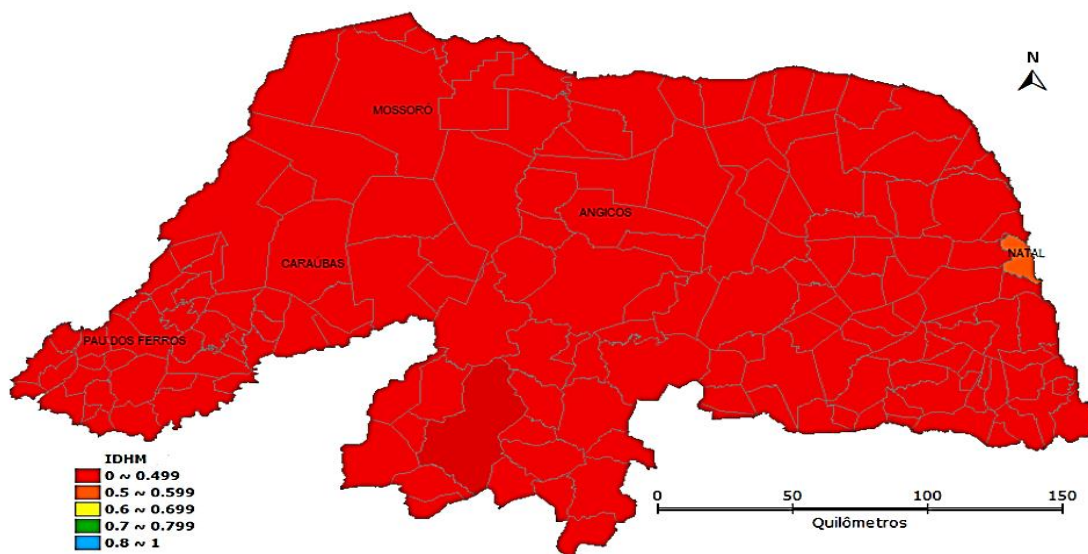 N
MOSSORÓ
ANGICOS
NATAL
CARAÚBAS
PAU DOS FERROS
IDHM
0 ~ 0.499
0.5 ~ 0.599
0.6 ~ 0.699
0.7 ~ 0.799
0.8 ~ 1
0 50 100 150
Quilômetros